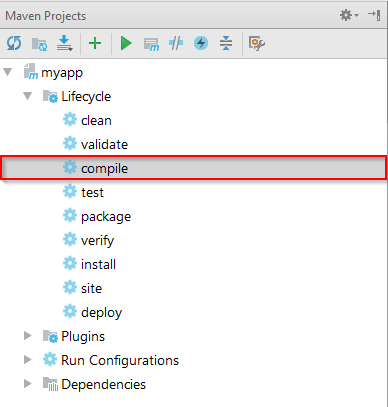 Maven Projects
myapp
Lifecycle
clean
validate
compile
test
package
verify
install
site
deploy
Plugins
Run Configurations
Dependencies